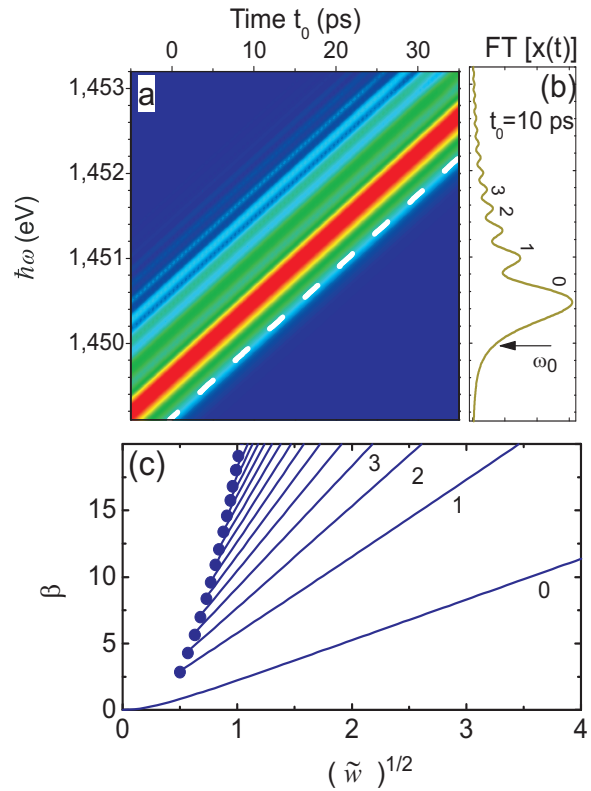 Time t₀ (ps)
0 10 20 30
FT [x(t)]
a
(b)
t₀=10 ps
1,453
1,452
1,451
1,450
ħω (eV)
3
2
1
0
ω₀
(c)
15
10
5
0
β
3
2
1
0
0 1 2 3 4
( w̃ )¹ᐟ²